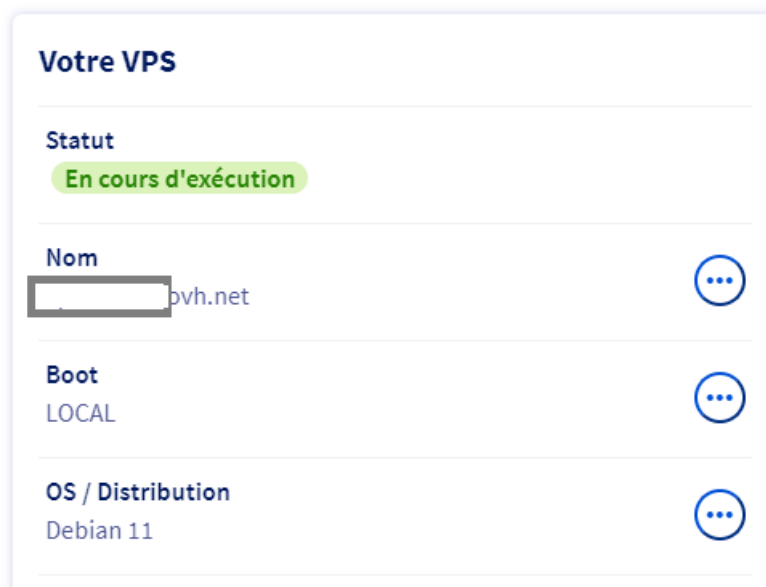 Votre VPS
Statut
En cours d'exécution
Nom
ovh.net
Boot
LOCAL
OS / Distribution
Debian 11